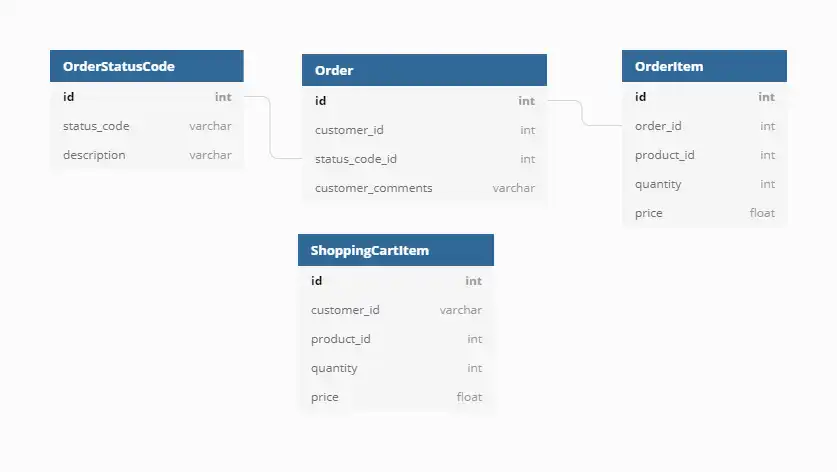 OrderStatusCode
id int
status_code varchar
description varchar
Order
id int
customer_id int
status_code_id int
customer_comments varchar
OrderItem
id int
order_id int
product_id int
quantity int
price float
ShoppingCartItem
id int
customer_id varchar
product_id int
quantity int
price float